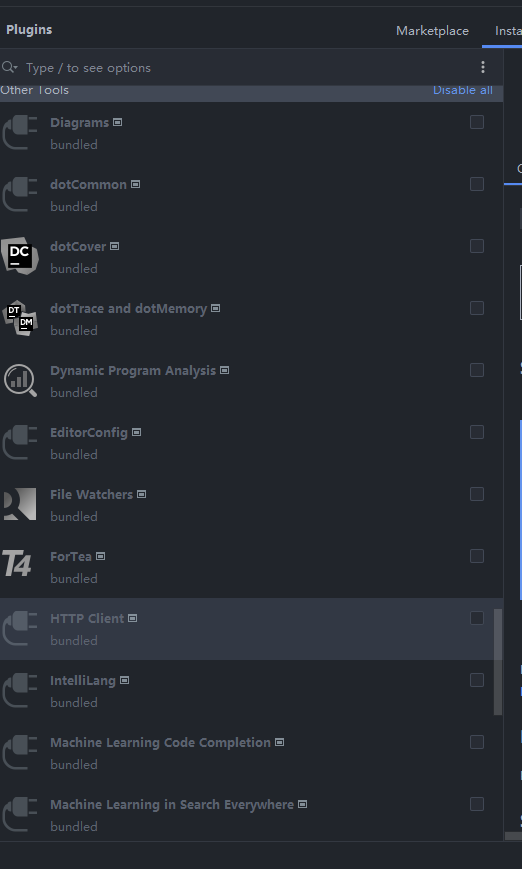 Plugins
Marketplace
Insta
Type / to see options
Other Tools
Disable all
Diagrams
bundled
dotCommon
bundled
DC
dotCover
bundled
DT
DM
dotTrace and dotMemory
bundled
Dynamic Program Analysis
bundled
EditorConfig
bundled
File Watchers
bundled
T4
ForTea
bundled
HTTP Client
bundled
IntelliLang
bundled
Machine Learning Code Completion
bundled
Machine Learning in Search Everywhere
bundled